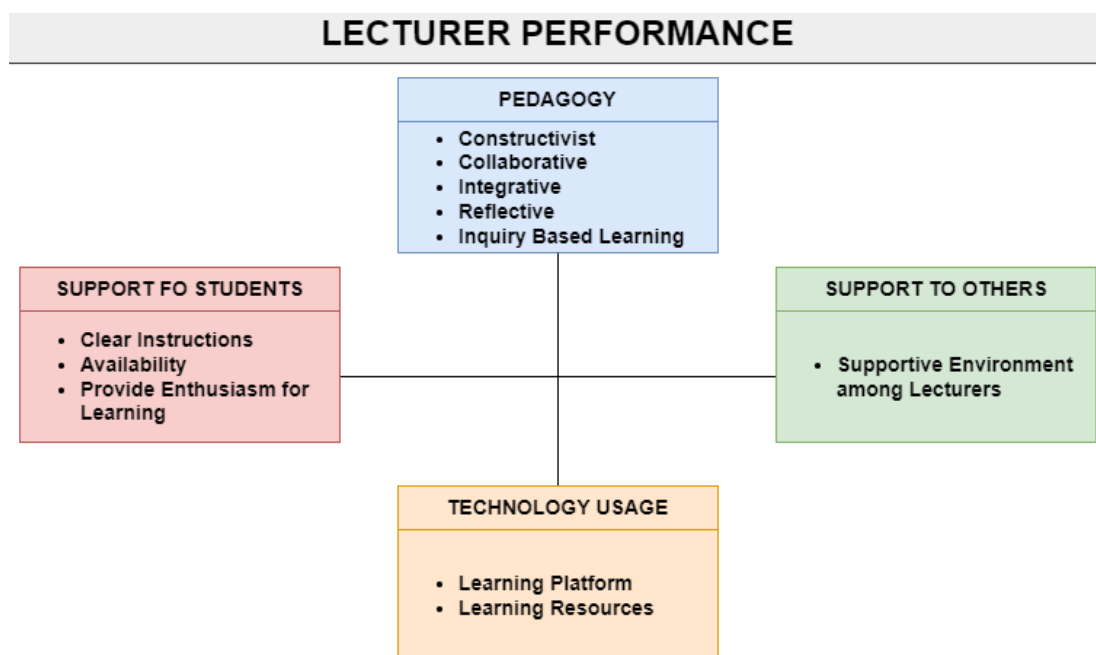 LECTURER PERFORMANCE
PEDAGOGY
• Constructivist
• Collaborative
• Integrative
• Reflective
• Inquiry Based Learning
SUPPORT FO STUDENTS
• Clear Instructions
• Availability
• Provide Enthusiasm for
Learning
SUPPORT TO OTHERS
• Supportive Environment
among Lecturers
TECHNOLOGY USAGE
• Learning Platform
• Learning Resources